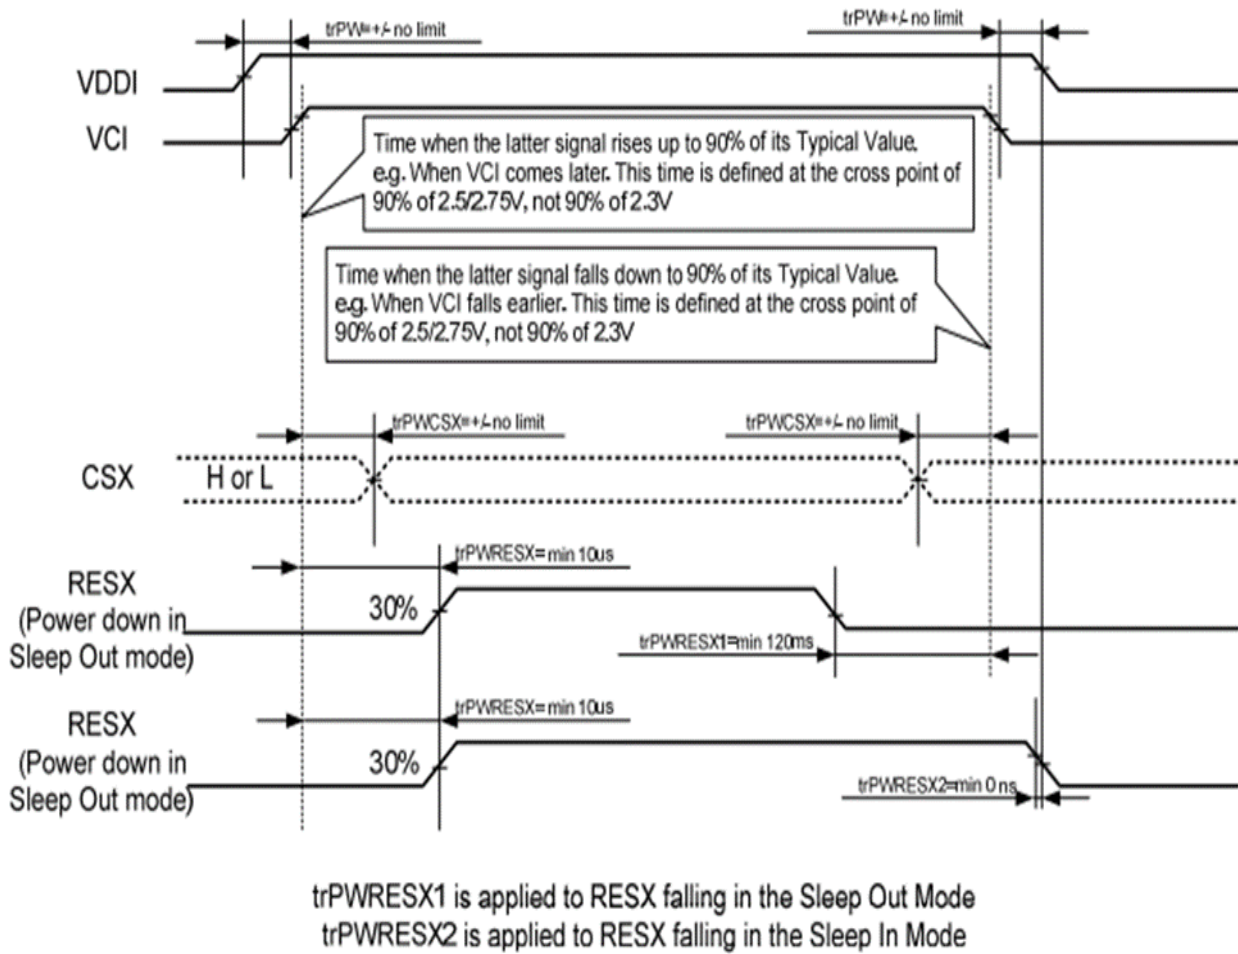 trPW=+/- no limit
trPW=+/- no limit
VDDI
VCI
Time when the latter signal rises up to 90% of its Typical Value.
e.g. When VCI comes later. This time is defined at the cross point of
90% of 2.5/2.75V, not 90% of 2.3V
Time when the latter signal falls down to 90% of its Typical Value.
e.g. When VCI falls earlier. This time is defined at the cross point of
90% of 2.5/2.75V, not 90% of 2.3V
trPWCSX=+/- no limit
trPWCSX=+/- no limit
CSX
H or L
trPWRESX=min 10us
RESX
(Power down in
Sleep Out mode)
30%
trPWRESX1=min 120ms
trPWRESX=min 10us
RESX
(Power down in
Sleep Out mode)
30%
trPWRESX2=min 0ns
trPWRESX1 is applied to RESX falling in the Sleep Out Mode
trPWRESX2 is applied to RESX falling in the Sleep In Mode